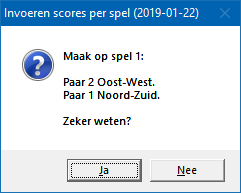 Invoeren scores per spel (2019-01-22)
Maak op spel 1:
Paar 2 Oost-West.
Paar 1 Noord-Zuid.
Zeker weten?
Ja
Nee